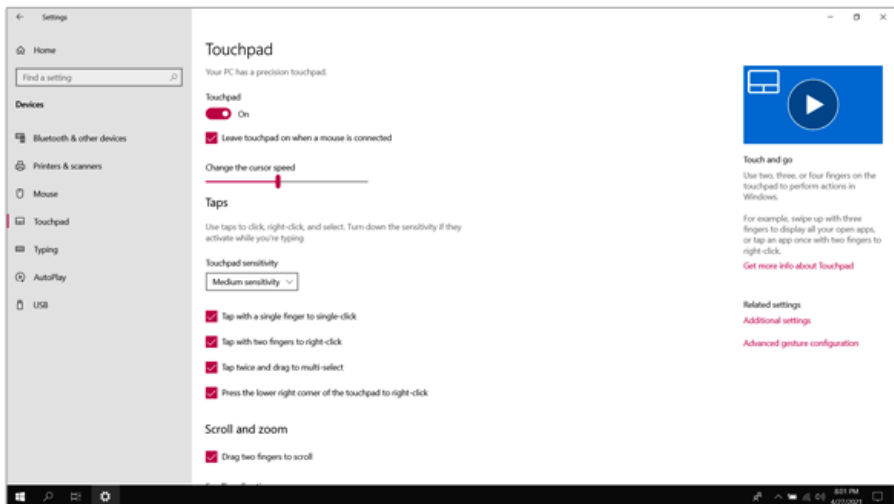 Settings
Home
Find a setting
Devices
Bluetooth & other devices
Printers & scanners
Mouse
Touchpad
Typing
AutoPlay
USB
Touchpad
Your PC has a precision touchpad.
Touchpad
On
Leave touchpad on when a mouse is connected
Change the cursor speed
Taps
Use taps to click, right-click, and select. Turn down the sensitivity if they
activate while you're typing
Touchpad sensitivity
Medium sensitivity
Tap with a single finger to single-click
Tap with two fingers to right-click
Tap twice and drag to multi-select
Press the lower right corner of the touchpad to right-click
Scroll and zoom
Drag two fingers to scroll
Touch and go
Use two, three, or four fingers on the
touchpad to perform actions in
Windows.
For example, swipe up with three
fingers to display all your open apps,
or tap an app once with two fingers to
right-click.
Get more info about Touchpad
Related settings
Additional settings
Advanced gesture configuration
8:01 PM
4/27/2021